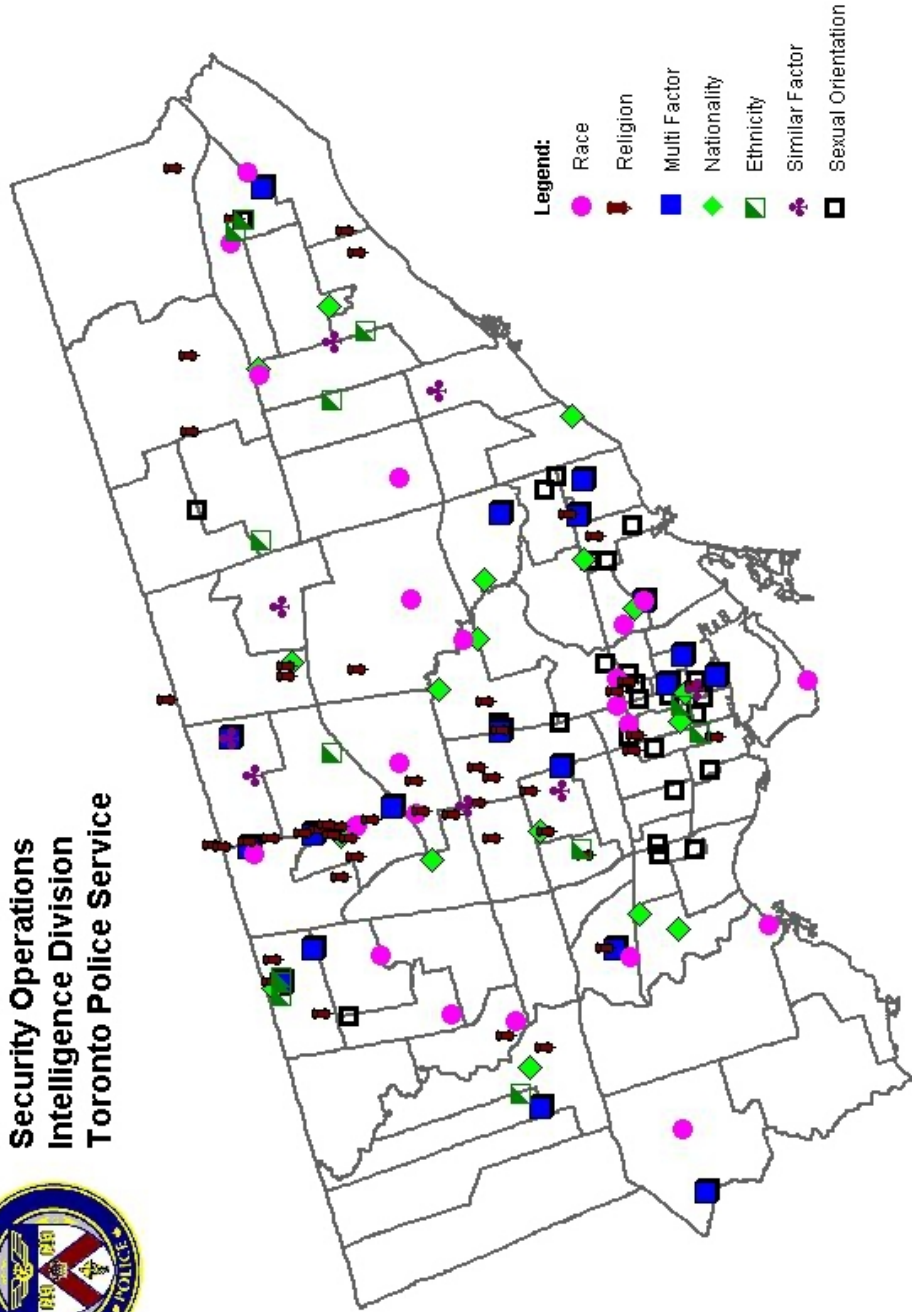 Security Operations
Intelligence Division
Toronto Police Service
Legend:
Race
Religion
Multi Factor
Nationality
Ethnicity
Similar Factor
Sexual Orientation